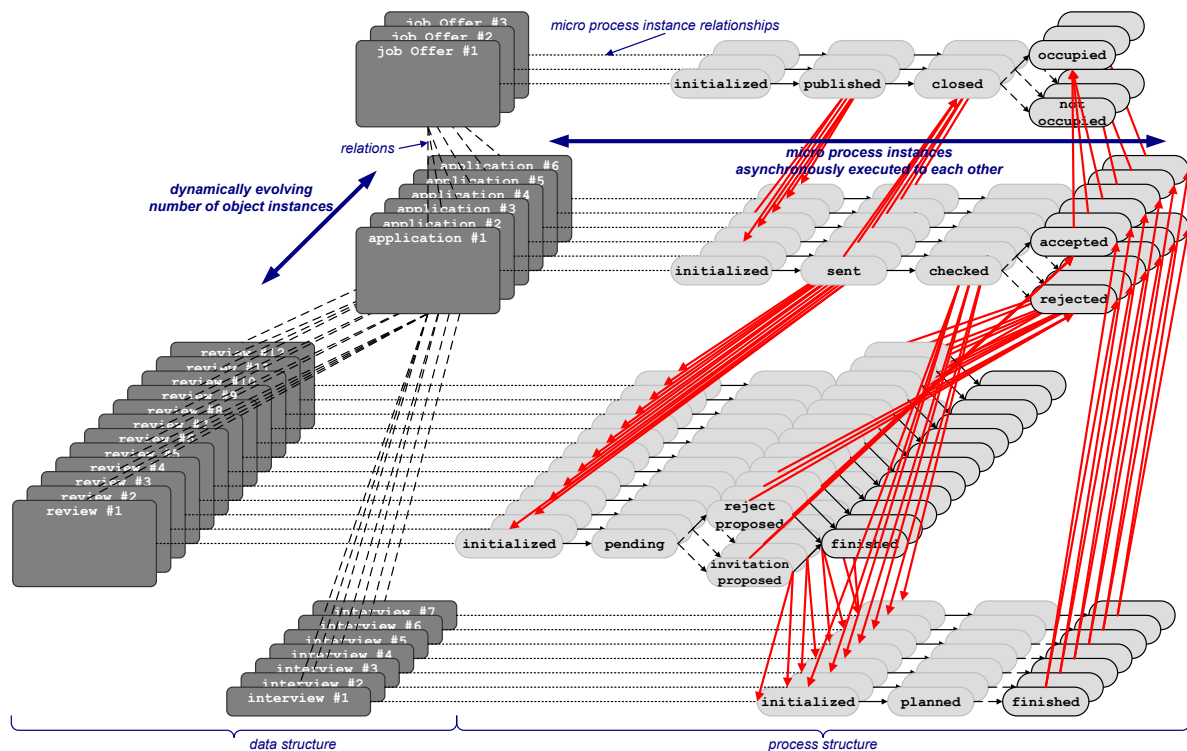 job Offer #3
job Offer #2
job Offer #1
micro process instance relationships
initialized
published
closed
occupied
not
occupied
relations
micro process instances
asynchronously executed to each other
dynamically evolving
number of object instances
application #6
application #5
application #4
application #3
application #2
application #1
initialized
sent
checked
accepted
rejected
review #12
review #11
review #10
review #9
review #8
review #5
review #4
review #3
review #2
review #1
initialized
pending
reject
proposed
invitation
proposed
finished
interview #7
interview #6
interview #5
interview #4
interview #3
interview #2
interview #1
initialized
planned
finished
data structure
process structure